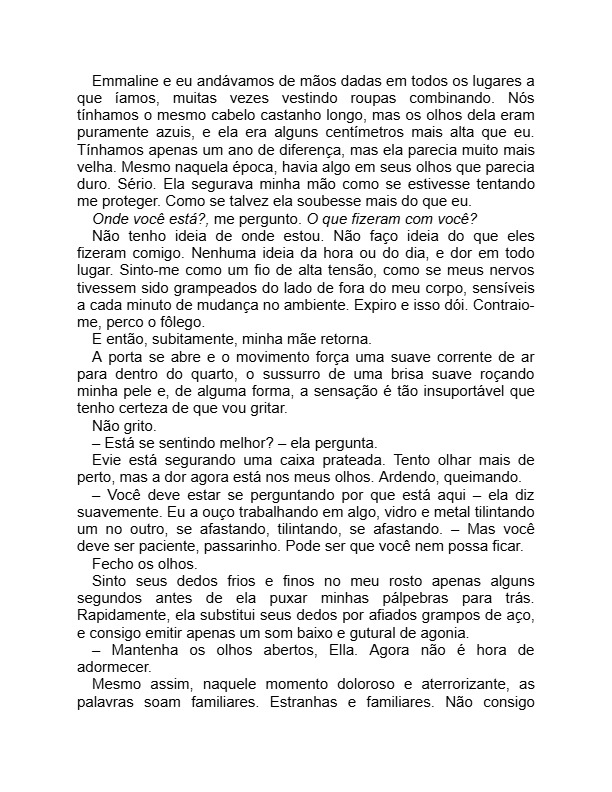 Emmaline e eu andávamos de mãos dadas em todos os lugares a
que íamos, muitas vezes vestindo roupas combinando. Nós
tínhamos o mesmo cabelo castanho longo, mas os olhos dela eram
puramente azuis, e ela era alguns centímetros mais alta que eu.
Tínhamos apenas um ano de diferença, mas ela parecia muito mais
velha. Mesmo naquela época, havia algo em seus olhos que parecia
duro. Sério. Ela segurava minha mão como se estivesse tentando
me proteger. Como se talvez ela soubesse mais do que eu.
Onde você está?, me pergunto. O que fizeram com você?
Não tenho ideia de onde estou. Não faço ideia do que eles
fizeram comigo. Nenhuma ideia da hora ou do dia, e dor em todo
lugar. Sinto-me como um fio de alta tensão, como se meus nervos
tivessem sido grampeados do lado de fora do meu corpo, sensíveis
a cada minuto de mudança no ambiente. Expiro e isso dói. Contraio-
me, perco o fôlego.
E então, subitamente, minha mãe retorna.
A porta se abre e o movimento força uma suave corrente de ar
para dentro do quarto, o sussurro de uma brisa suave roçando
minha pele e, de alguma forma, a sensação é tão insuportável que
tenho certeza de que vou gritar.
Não grito.
– Está se sentindo melhor? – ela pergunta.
Evie está segurando uma caixa prateada. Tento olhar mais de
perto, mas a dor agora está nos meus olhos. Ardendo, queimando.
– Você deve estar se perguntando por que está aqui – ela diz
suavemente. Eu a ouço trabalhando em algo, vidro e metal tilintando
um no outro, se afastando, tilintando, se afastando. – Mas você
deve ser paciente, passarinho. Pode ser que você nem possa ficar.
Fecho os olhos.
Sinto seus dedos frios e finos no meu rosto apenas alguns
segundos antes de ela puxar minhas pálpebras para trás.
Rapidamente, ela substitui seus dedos por afiados grampos de aço,
e consigo emitir apenas um som baixo e gutural de agonia.
– Mantenha os olhos abertos, Ella. Agora não é hora de
adormecer.
Mesmo assim, naquele momento doloroso e aterrorizante, as
palavras soam familiares. Estranhas e familiares. Não consigo